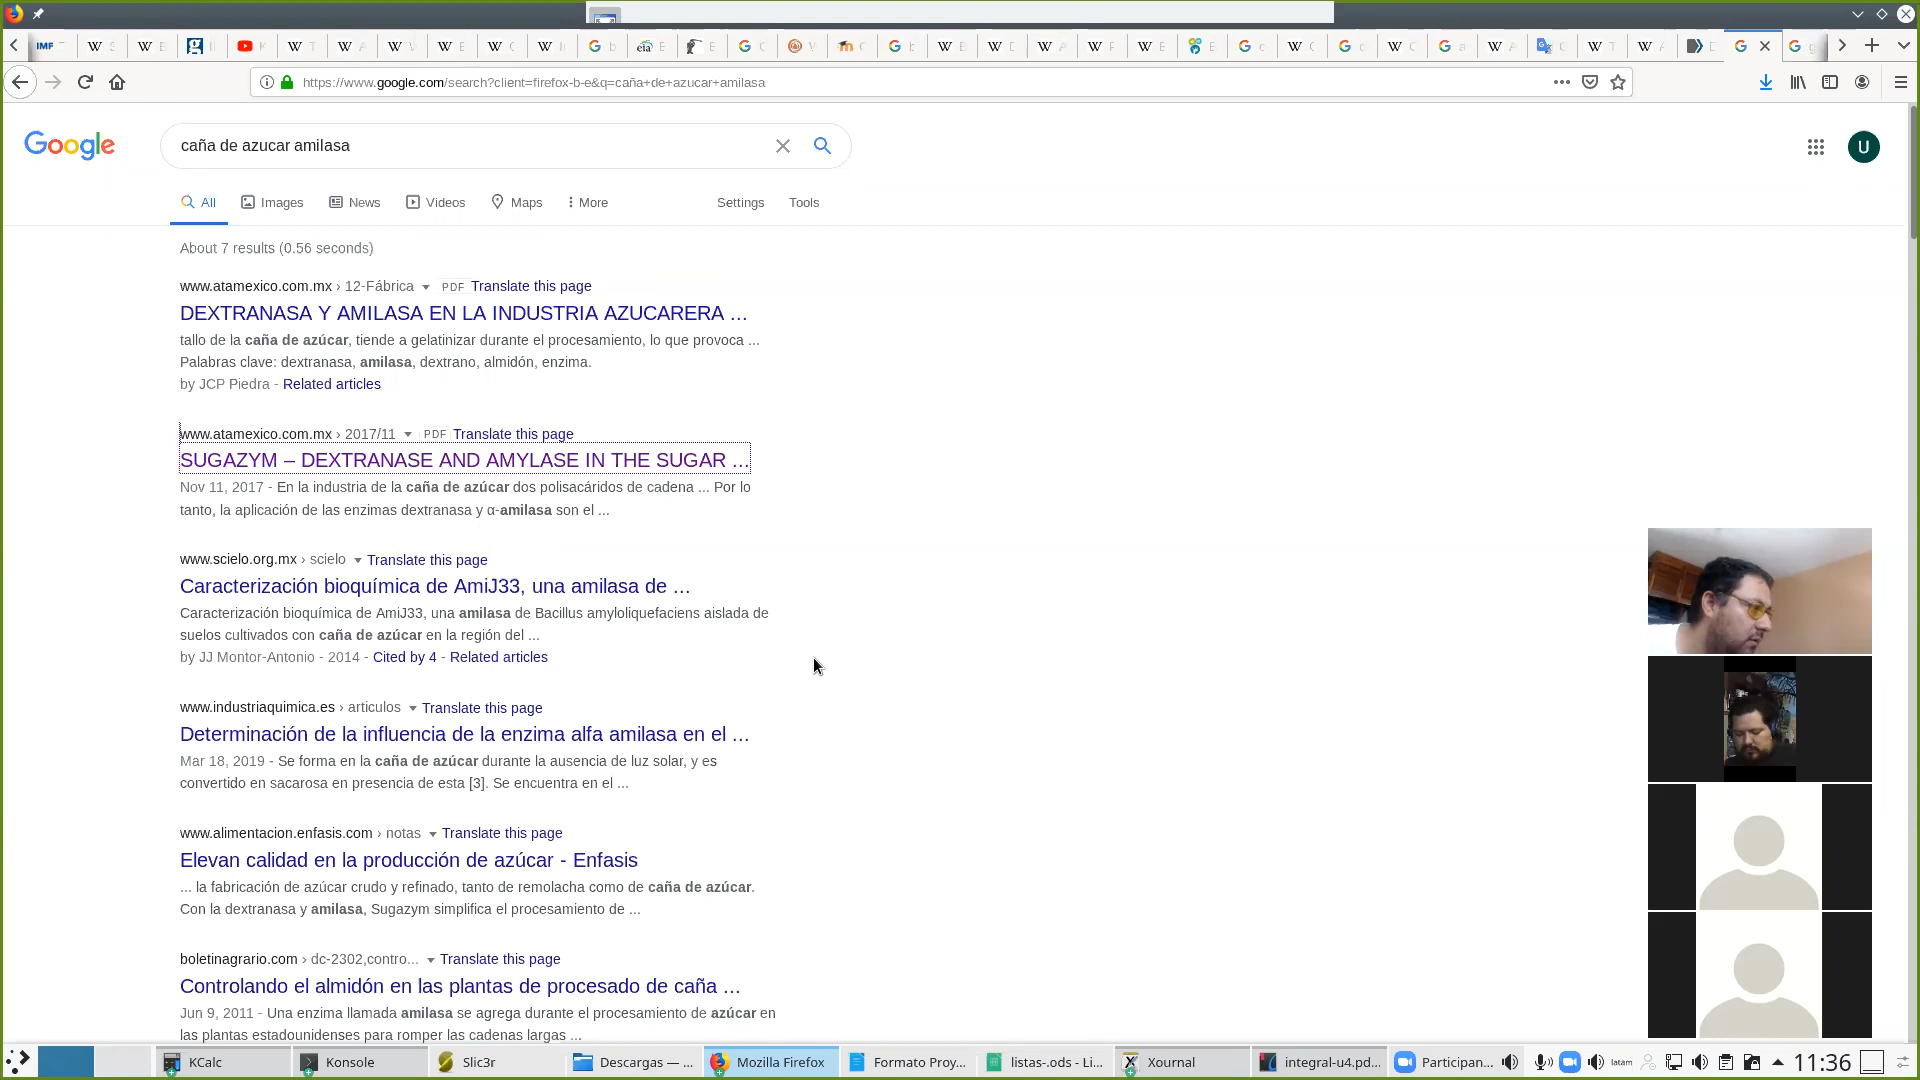 IMF
https://www.google.com/search?client=firefox-b-e&q=caña+de+azucar+amilasa
Google
caña de azucar amilasa
U
All
Images
News
Videos
Maps
More
Settings
Tools
About 7 results (0.56 seconds)
www.atamexico.com.mx › 12-Fábrica PDF Translate this page
DEXTRANASA Y AMILASA EN LA INDUSTRIA AZUCARERA ...
tallo de la caña de azúcar, tiende a gelatinizar durante el procesamiento, lo que provoca ...
Palabras clave: dextranasa, amilasa, dextrano, almidón, enzima.
by JCP Piedra - Related articles
www.atamexico.com.mx › 2017/11 PDF Translate this page
SUGAZYM – DEXTRANASE AND AMYLASE IN THE SUGAR ...
Nov 11, 2017 - En la industria de la caña de azúcar dos polisacáridos de cadena ... Por lo
tanto, la aplicación de las enzimas dextranasa y α-amilasa son el ...
www.scielo.org.mx › scielo Translate this page
Caracterización bioquímica de AmiJ33, una amilasa de ...
Caracterización bioquímica de AmiJ33, una amilasa de Bacillus amyloliquefaciens aislada de
suelos cultivados con caña de azúcar en la región del ...
by JJ Montor-Antonio - 2014 - Cited by 4 - Related articles
www.industriaquimica.es › articulos Translate this page
Determinación de la influencia de la enzima alfa amilasa en el ...
Mar 18, 2019 - Se forma en la caña de azúcar durante la ausencia de luz solar, y es
convertido en sacarosa en presencia de esta [3]. Se encuentra en el ...
www.alimentacion.enfasis.com › notas Translate this page
Elevan calidad en la producción de azúcar - Enfasis
... la fabricación de azúcar crudo y refinado, tanto de remolacha como de caña de azúcar.
Con la dextranasa y amilasa, Sugazym simplifica el procesamiento de ...
boletinagrario.com › dc-2302,contro... Translate this page
Controlando el almidón en las plantas de procesado de caña ...
Jun 9, 2011 - Una enzima llamada amilasa se agrega durante el procesamiento de azúcar en
las plantas estadounidenses para romper las cadenas largas ...
KCalc
Konsole
Slic3r
Descargas — ...
Mozilla Firefox
Formato Proy...
listas-.ods - Li...
Xournal
integral-u4.pd...
Participan...
latam
11:36